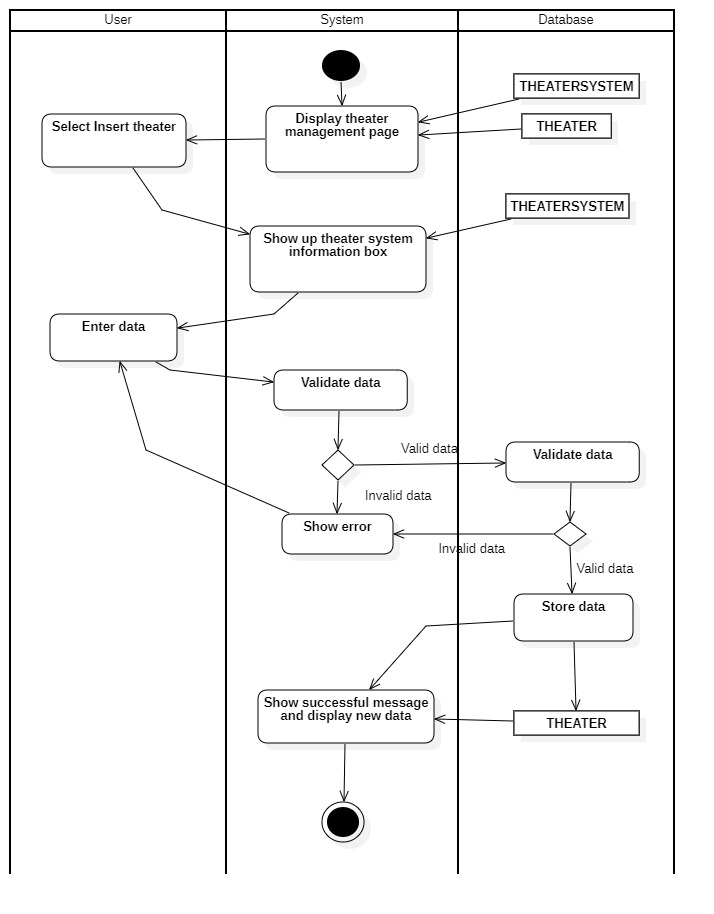 User
System
Database
THEATERSYSTEM
Display theater
management page
THEATER
Select Insert theater
THEATERSYSTEM
Show up theater system
information box
Enter data
Validate data
Valid data
Validate data
Invalid data
Show error
Invalid data
Valid data
Store data
Show successful message
and display new data
THEATER